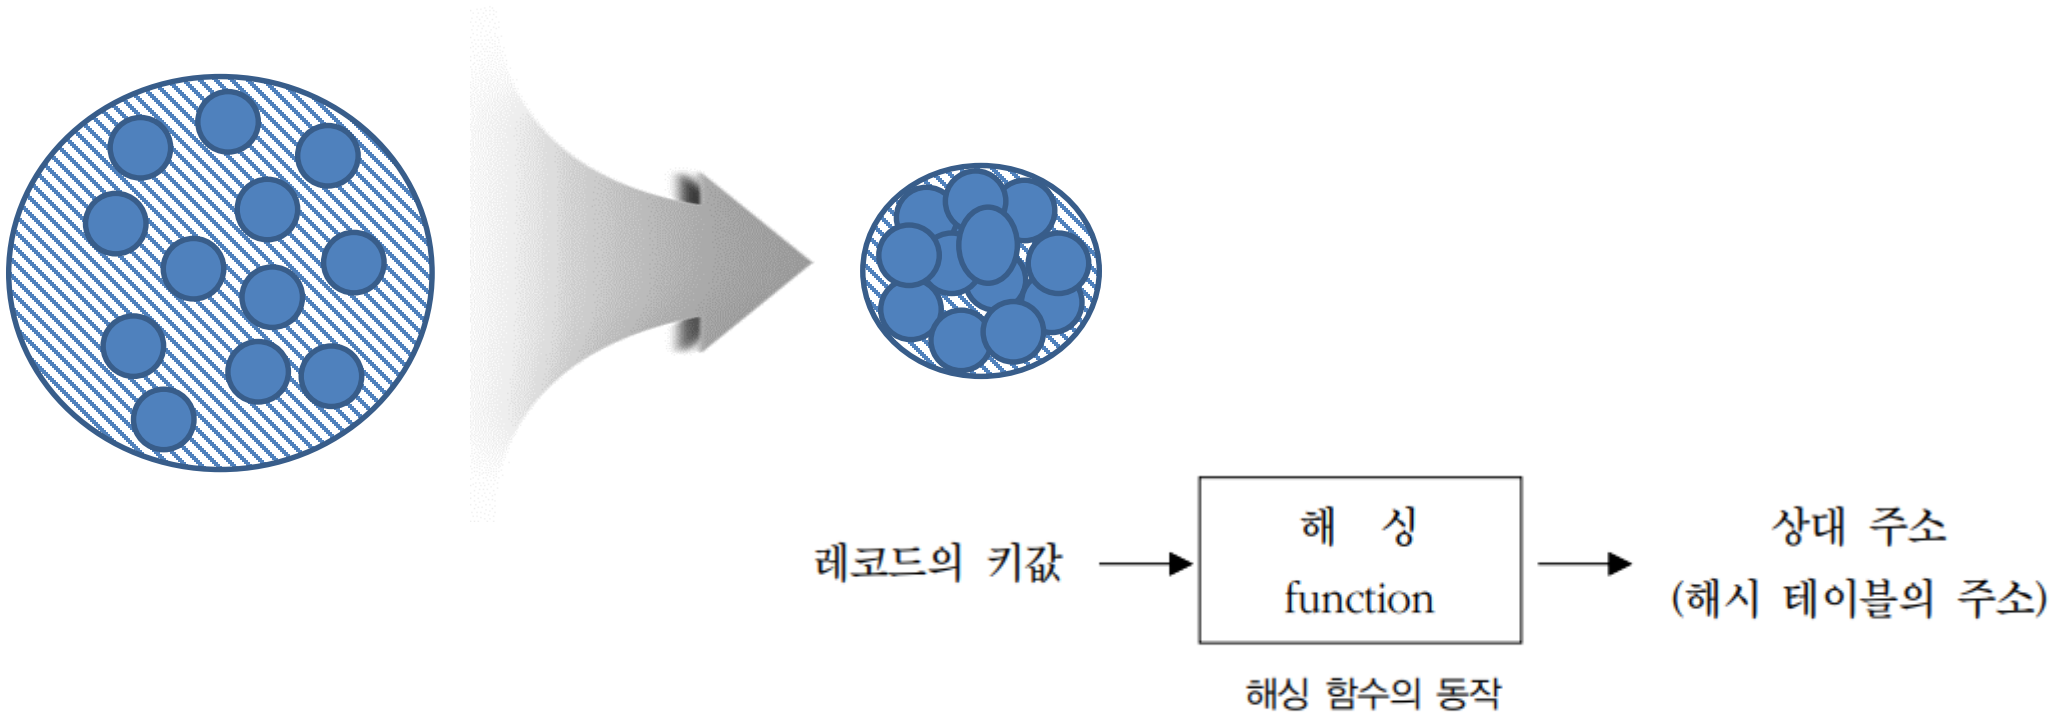 레코드의 키값
해 싱
function
상대 주소
(해시 테이블의 주소)
해싱 함수의 동작